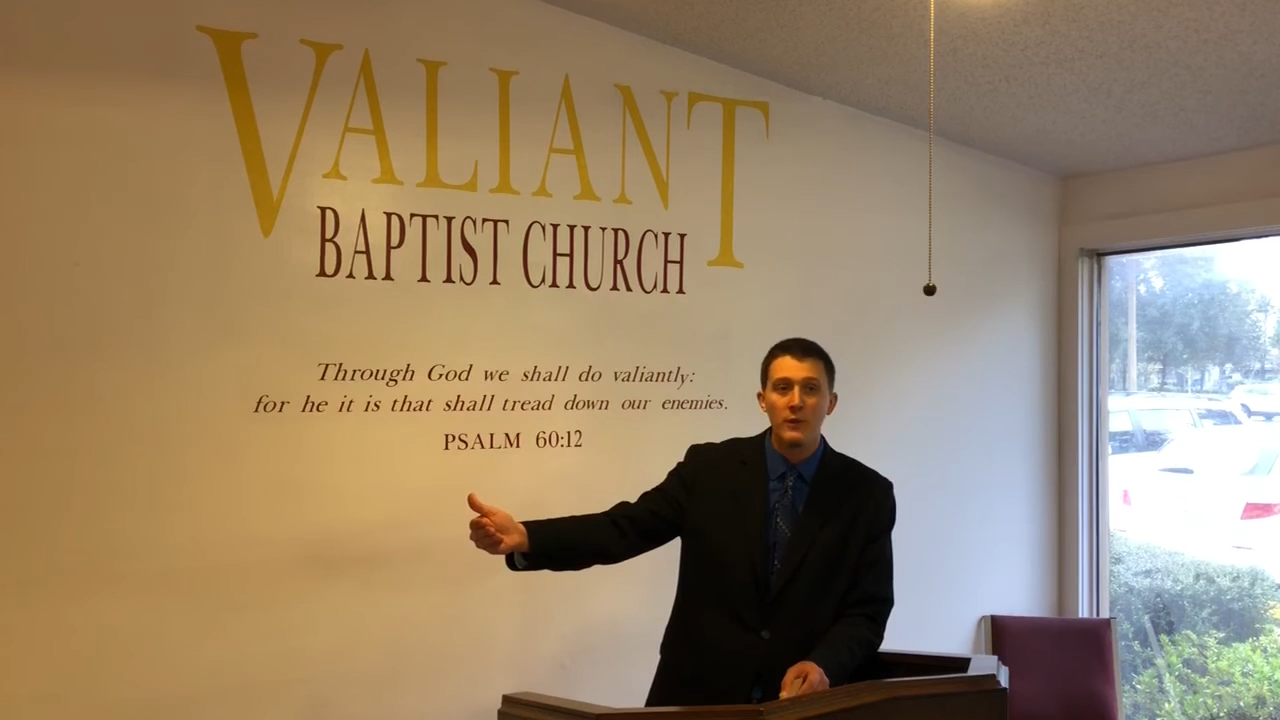 VALIANT
BAPTIST CHURCH
Through God we shall do valiantly:
for he it is that shall tread down our enemies.
PSALM 60:12